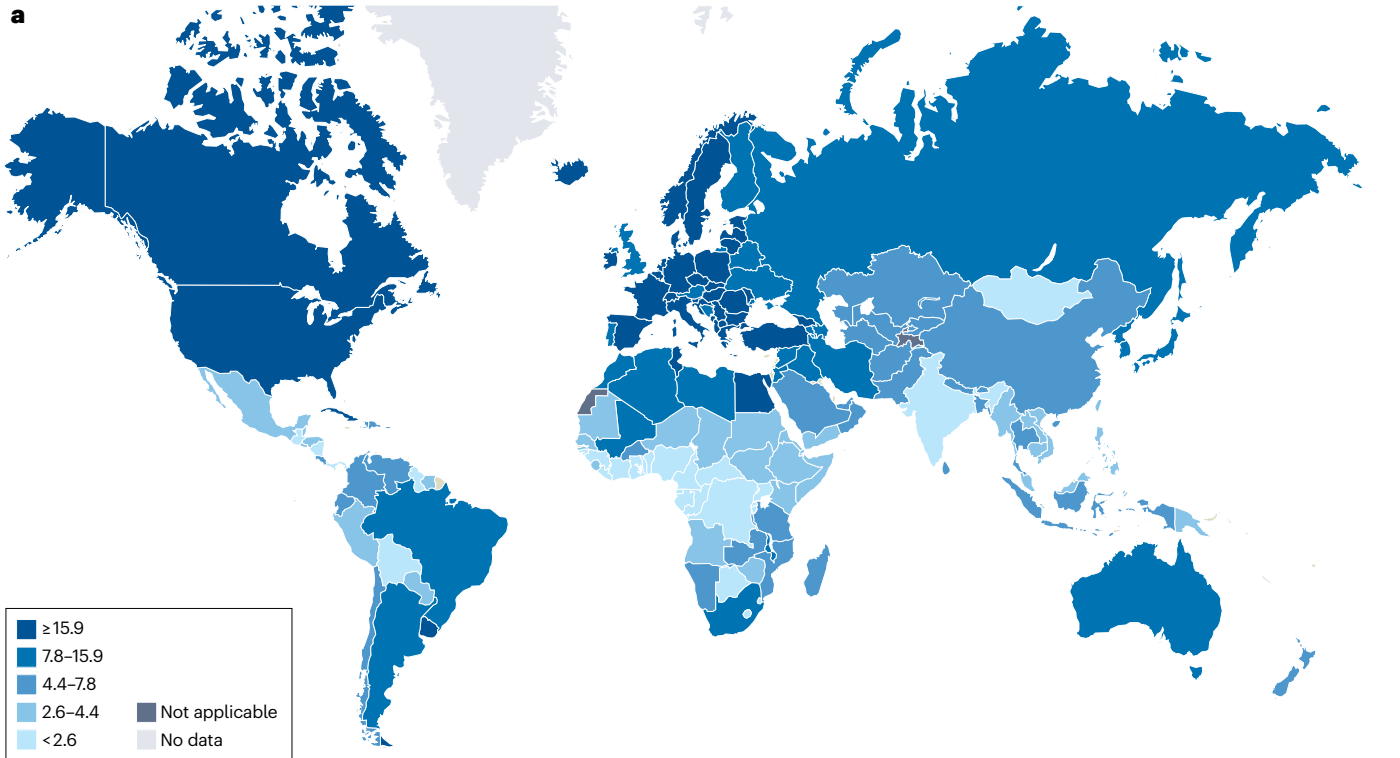 a
≥15.9
7.8–15.9
4.4–7.8
2.6–4.4
<2.6
Not applicable
No data